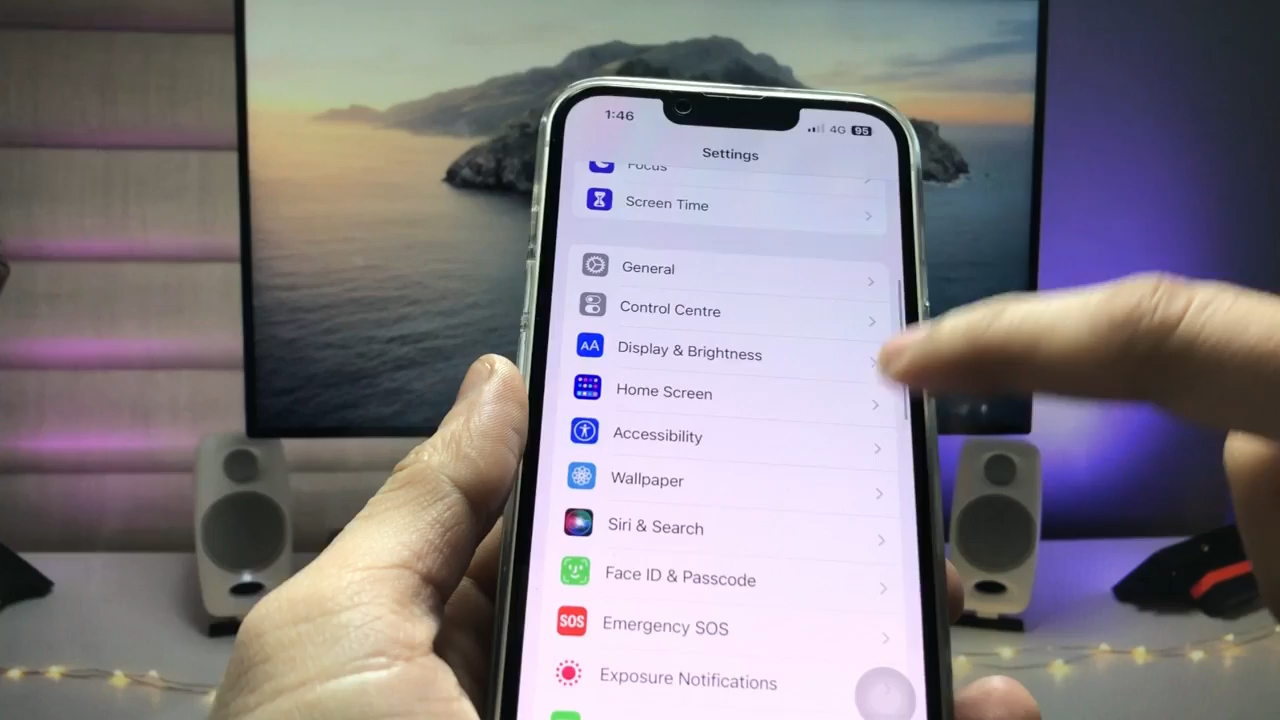 1:46
4G 95
Settings
Focus
Screen Time
General
Control Centre
AA Display & Brightness
Home Screen
Accessibility
Wallpaper
Siri & Search
Face ID & Passcode
SOS Emergency SOS
Exposure Notifications